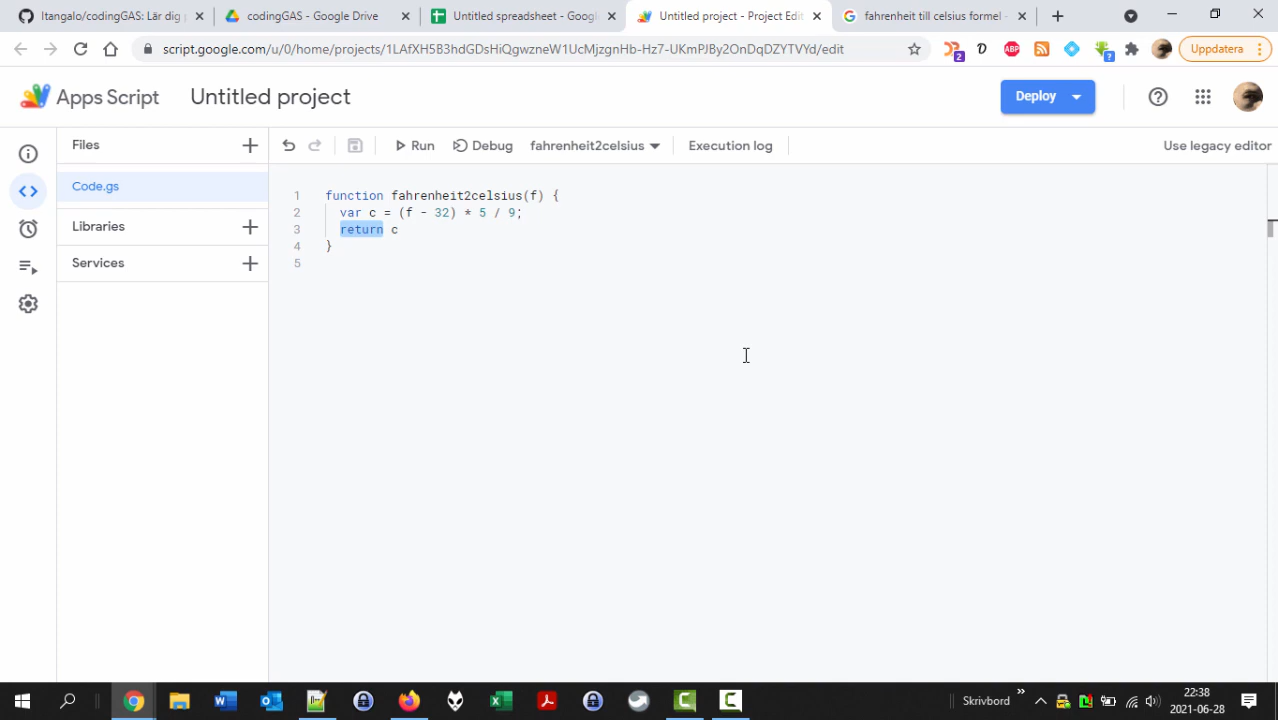 Itangalo/codingGAS: Lär dig
codingGAS - Google Drive
Untitled spreadsheet - Googl
Untitled project - Project Edit
fahrenheit till celsius formel -
script.google.com/u/0/home/projects/1LAfXH5B3hdGDsHiQgwzneW1UcMjzgnHb-Hz7-UKmPJBy2OnDqDZYTVYd/edit
2
ABP
?
Uppdatera
Apps Script
Untitled project
Deploy
Files
Run
Debug
fahrenheit2celsius
Execution log
Use legacy editor
Code.gs
Libraries
Services
1 function fahrenheit2celsius(f) {
2 var c = (f - 32) * 5 / 9;
3 return c
4 }
5
Skrivbord
22:38
2021-06-28